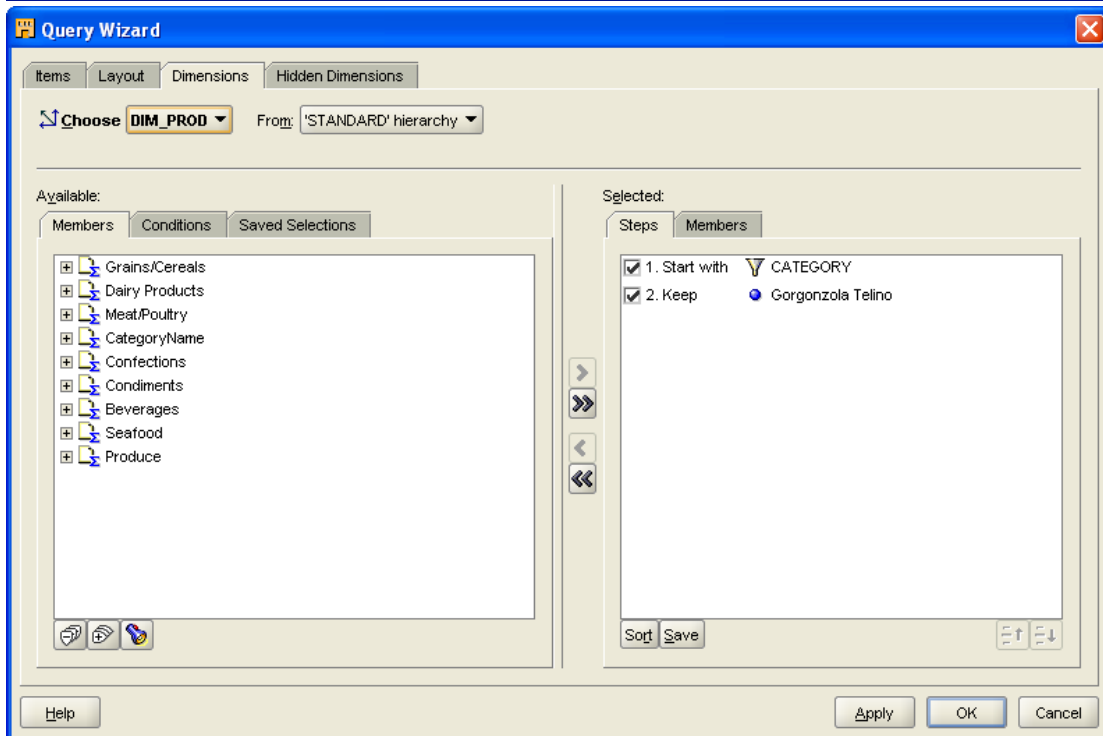 Query Wizard
Items Layout Dimensions Hidden Dimensions
Choose DIM_PROD From: 'STANDARD' hierarchy
Available:
Members Conditions Saved Selections
Grains/Cereals
Dairy Products
Meat/Poultry
CategoryName
Confections
Condiments
Beverages
Seafood
Produce
Selected:
Steps Members
1. Start with CATEGORY
2. Keep Gorgonzola Telino
Sort Save
Help Apply OK Cancel